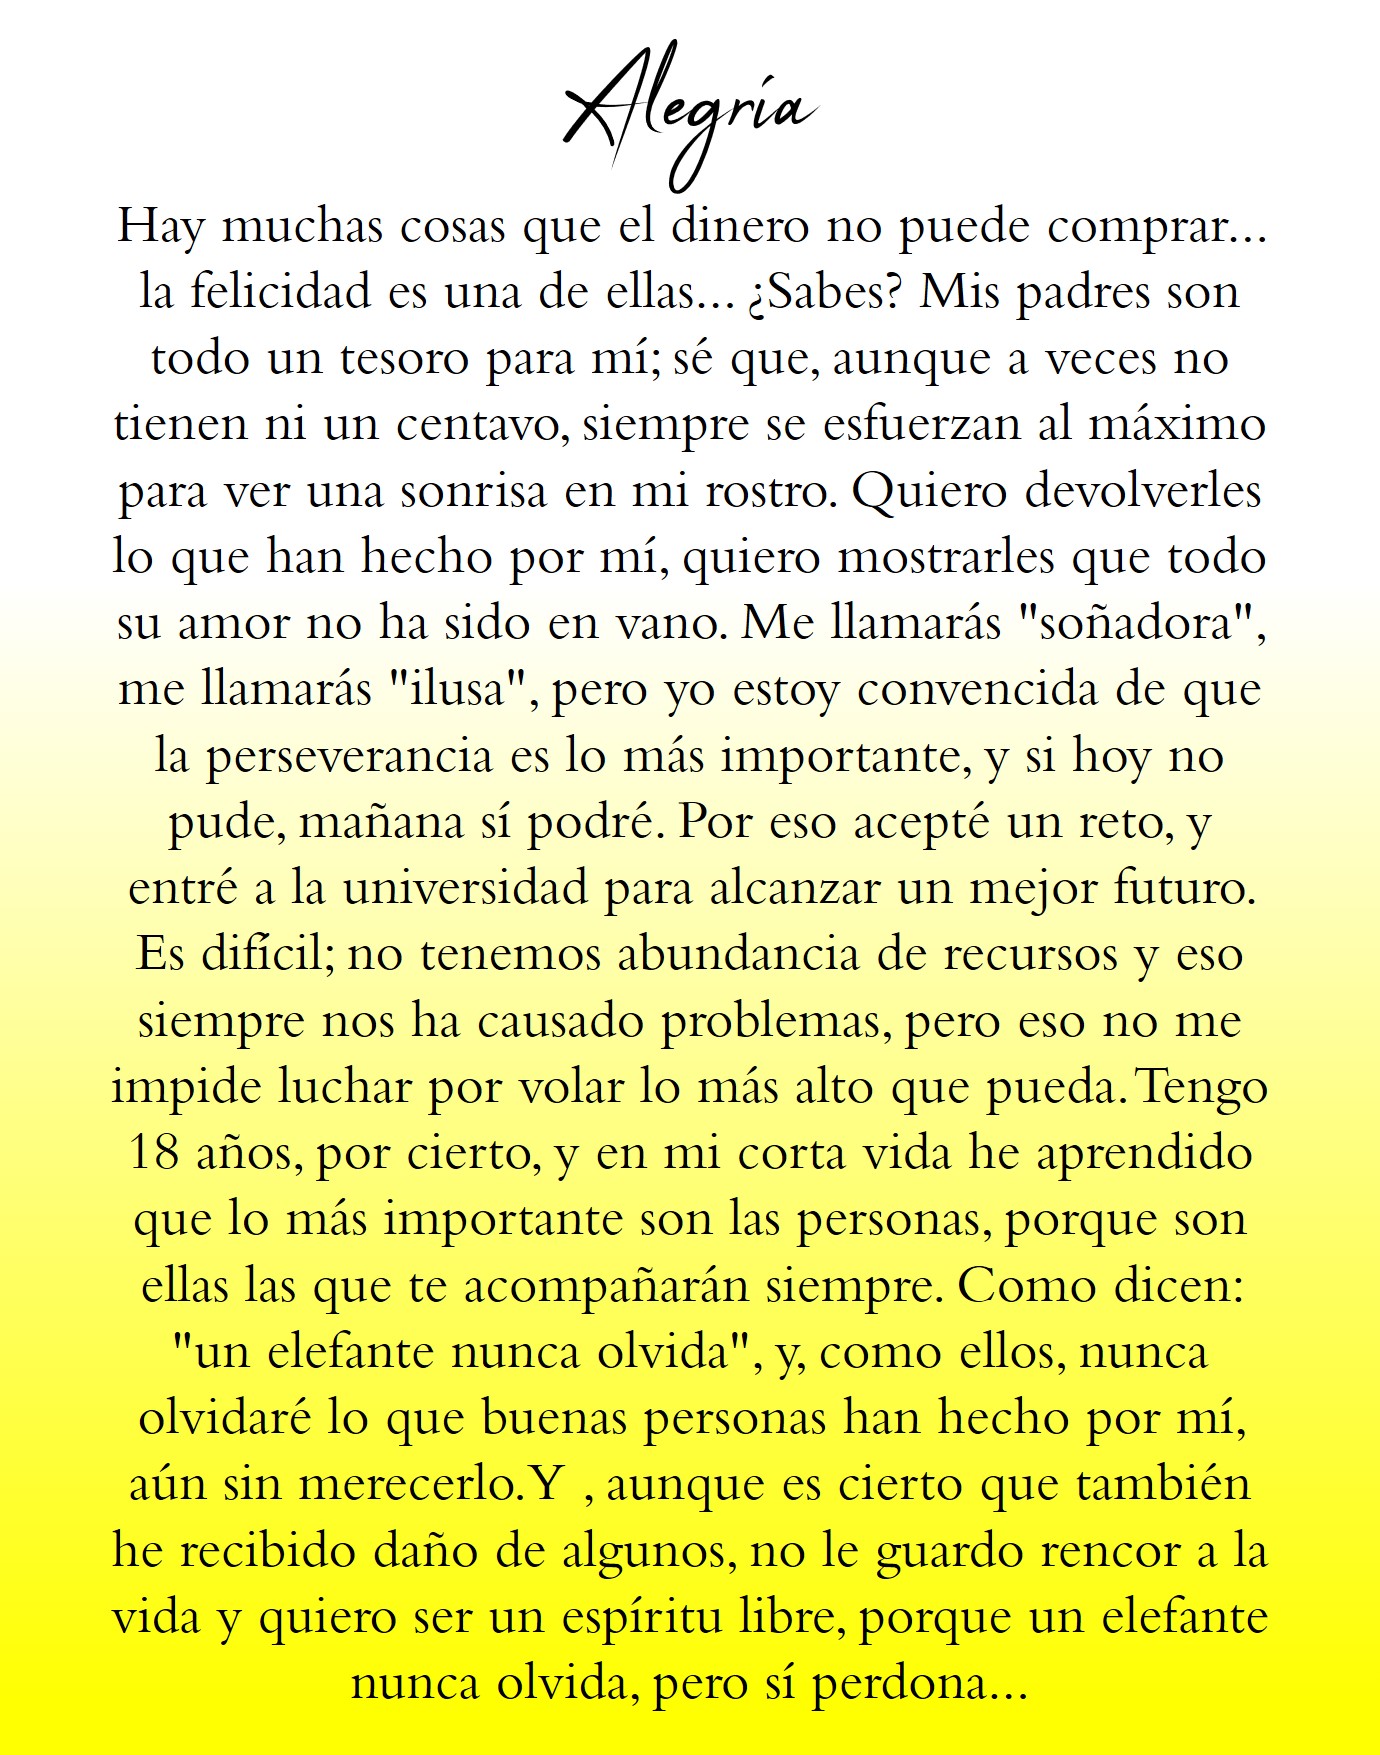 Alegría
Hay muchas cosas que el dinero no puede comprar...
la felicidad es una de ellas... ¿Sabes? Mis padres son
todo un tesoro para mí; sé que, aunque a veces no
tienen ni un centavo, siempre se esfuerzan al máximo
para ver una sonrisa en mi rostro. Quiero devolverles
lo que han hecho por mí, quiero mostrarles que todo
su amor no ha sido en vano. Me llamarás "soñadora",
me llamarás "ilusa", pero yo estoy convencida de que
la perseverancia es lo más importante, y si hoy no
pude, mañana sí podré. Por eso acepté un reto, y
entré a la universidad para alcanzar un mejor futuro.
Es difícil; no tenemos abundancia de recursos y eso
siempre nos ha causado problemas, pero eso no me
impide luchar por volar lo más alto que pueda. Tengo
18 años, por cierto, y en mi corta vida he aprendido
que lo más importante son las personas, porque son
ellas las que te acompañarán siempre. Como dicen:
"un elefante nunca olvida", y, como ellos, nunca
olvidaré lo que buenas personas han hecho por mí,
aún sin merecerlo. Y , aunque es cierto que también
he recibido daño de algunos, no le guardo rencor a la
vida y quiero ser un espíritu libre, porque un elefante
nunca olvida, pero sí perdona...